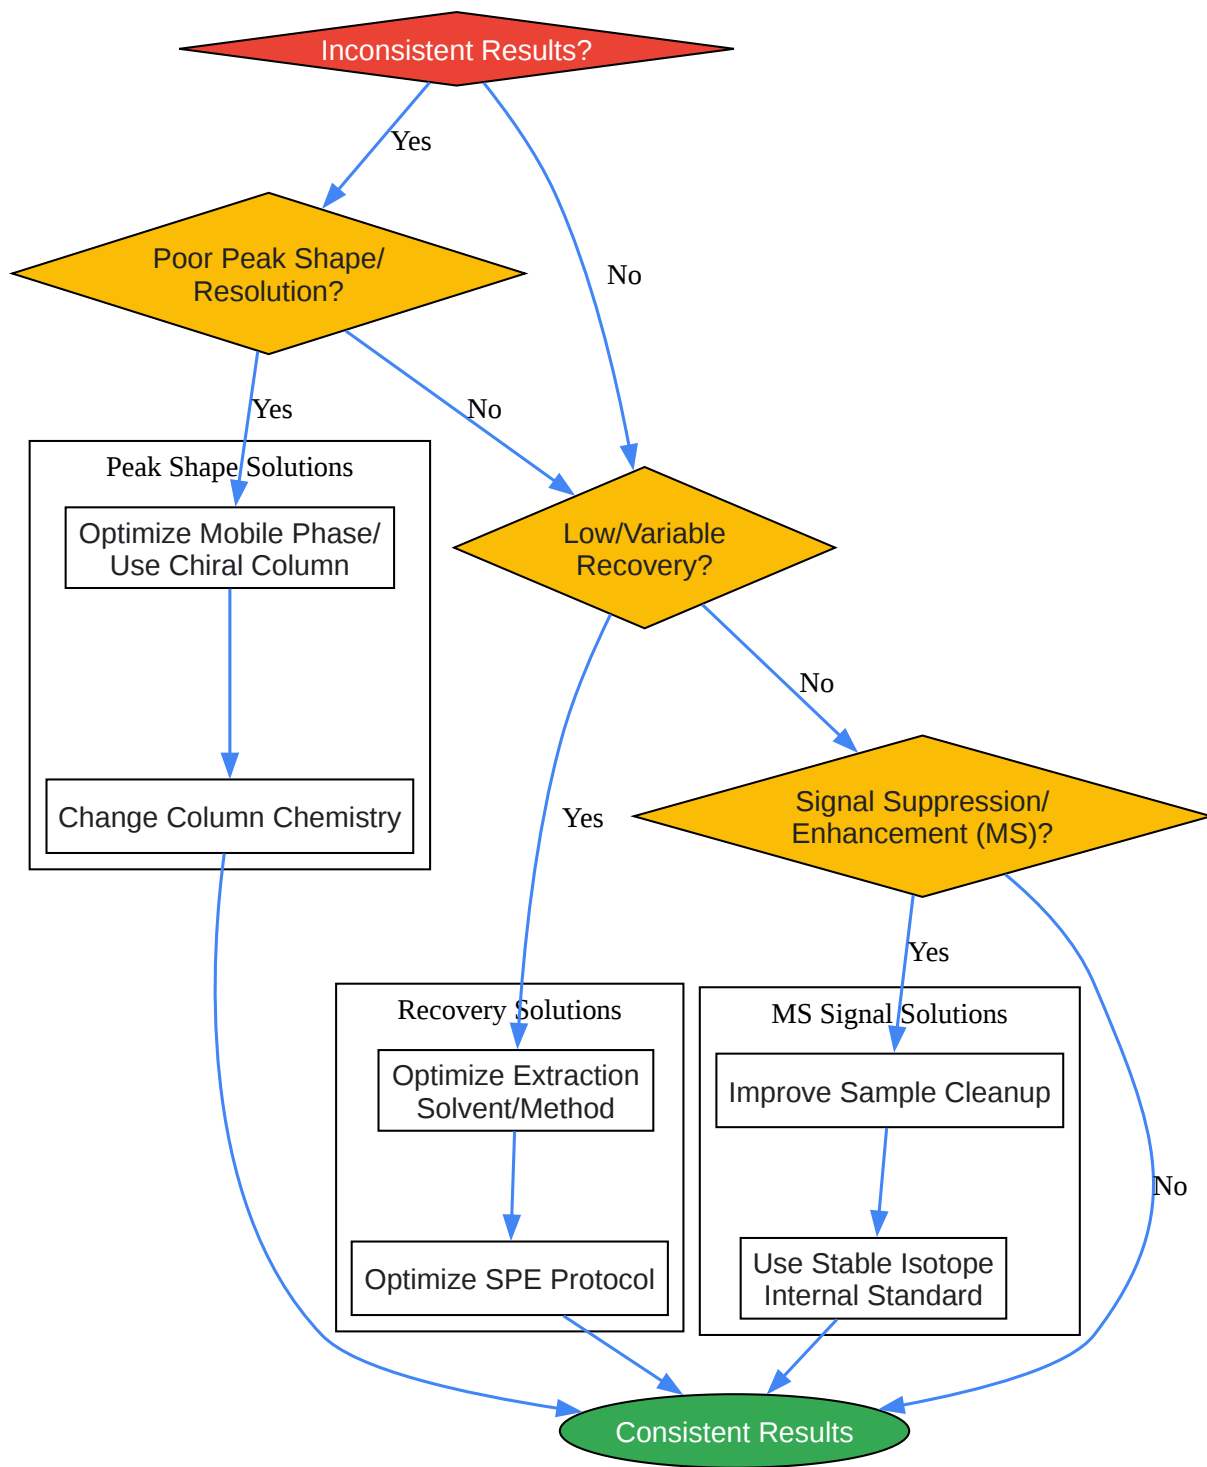 Inconsistent Results?
Yes
No
Poor Peak Shape/
Resolution?
Yes
No
Peak Shape Solutions
Optimize Mobile Phase/
Use Chiral Column
Low/Variable
Recovery?
No
Change Column Chemistry
Yes
Signal Suppression/
Enhancement (MS)?
Yes
Recovery Solutions
MS Signal Solutions
Optimize Extraction
Solvent/Method
Improve Sample Cleanup
No
Optimize SPE Protocol
Use Stable Isotope
Internal Standard
Consistent Results